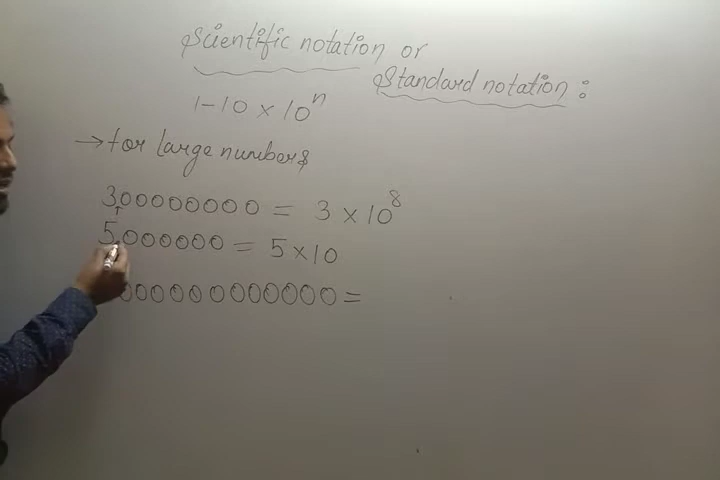 Scientific notation or
Standard notation :
1-10 × 10ⁿ
→ for large numbers
300000000 = 3 × 10⁸
5000000 = 5 × 10
000000000000 =